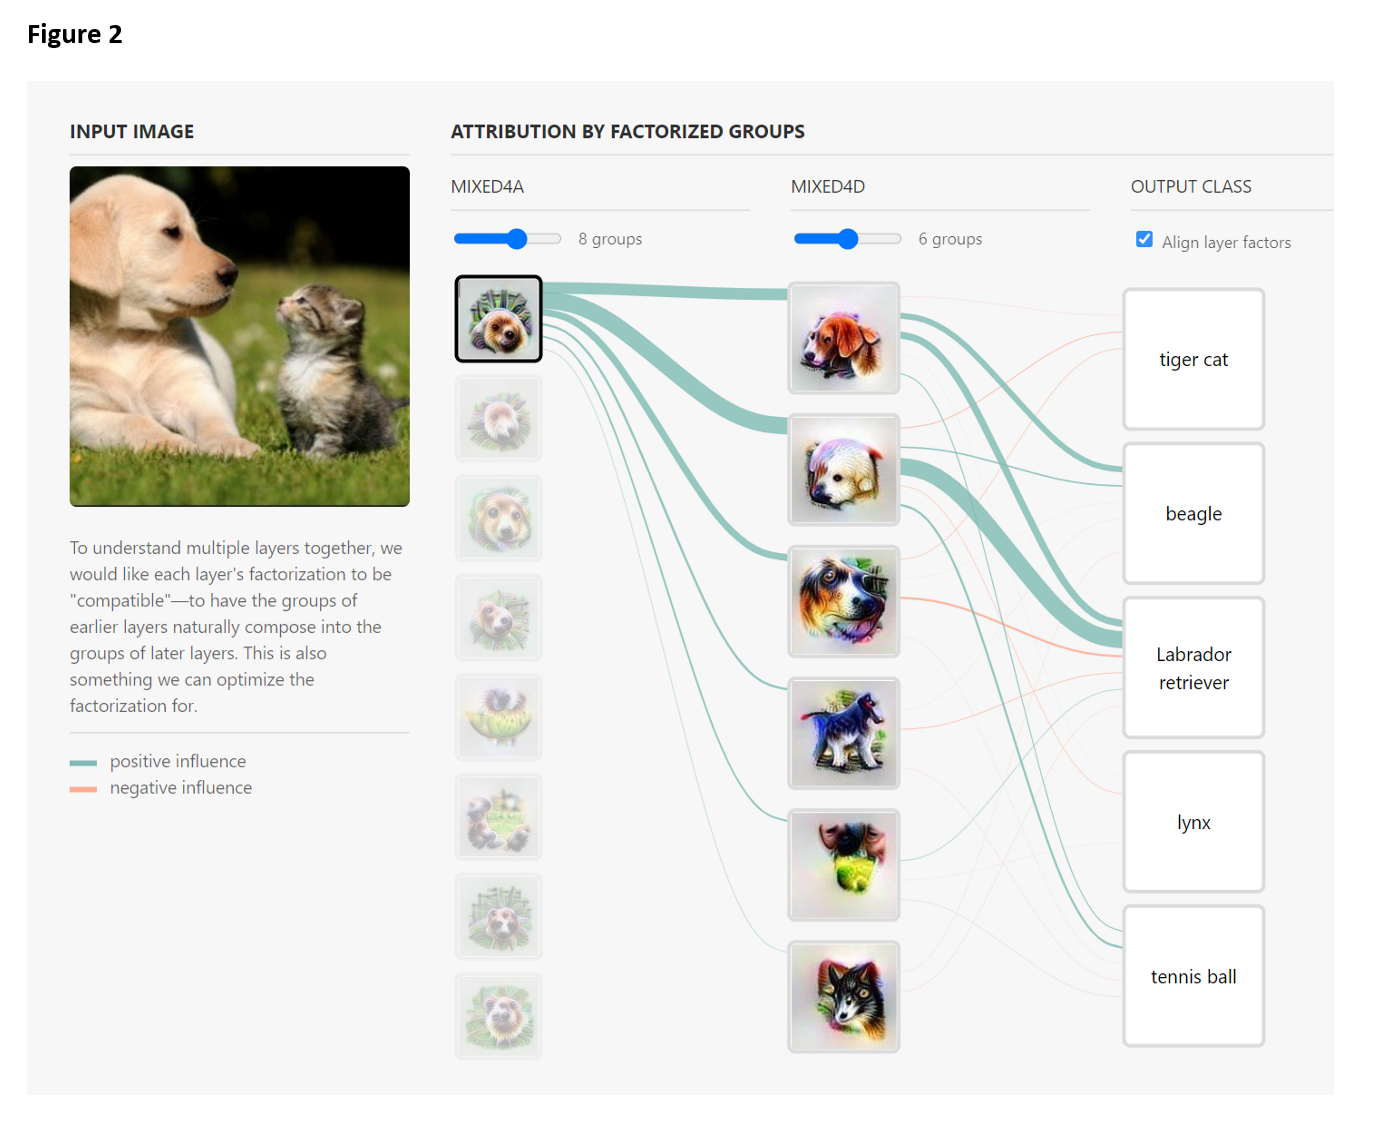 Figure 2
INPUT IMAGE
To understand multiple layers together, we
would like each layer's factorization to be
"compatible"—to have the groups of
earlier layers naturally compose into the
groups of later layers. This is also
something we can optimize the
factorization for.
positive influence
negative influence
ATTRIBUTION BY FACTORIZED GROUPS
MIXED4A
8 groups
MIXED4D
6 groups
OUTPUT CLASS
Align layer factors
tiger cat
beagle
Labrador
retriever
lynx
tennis ball